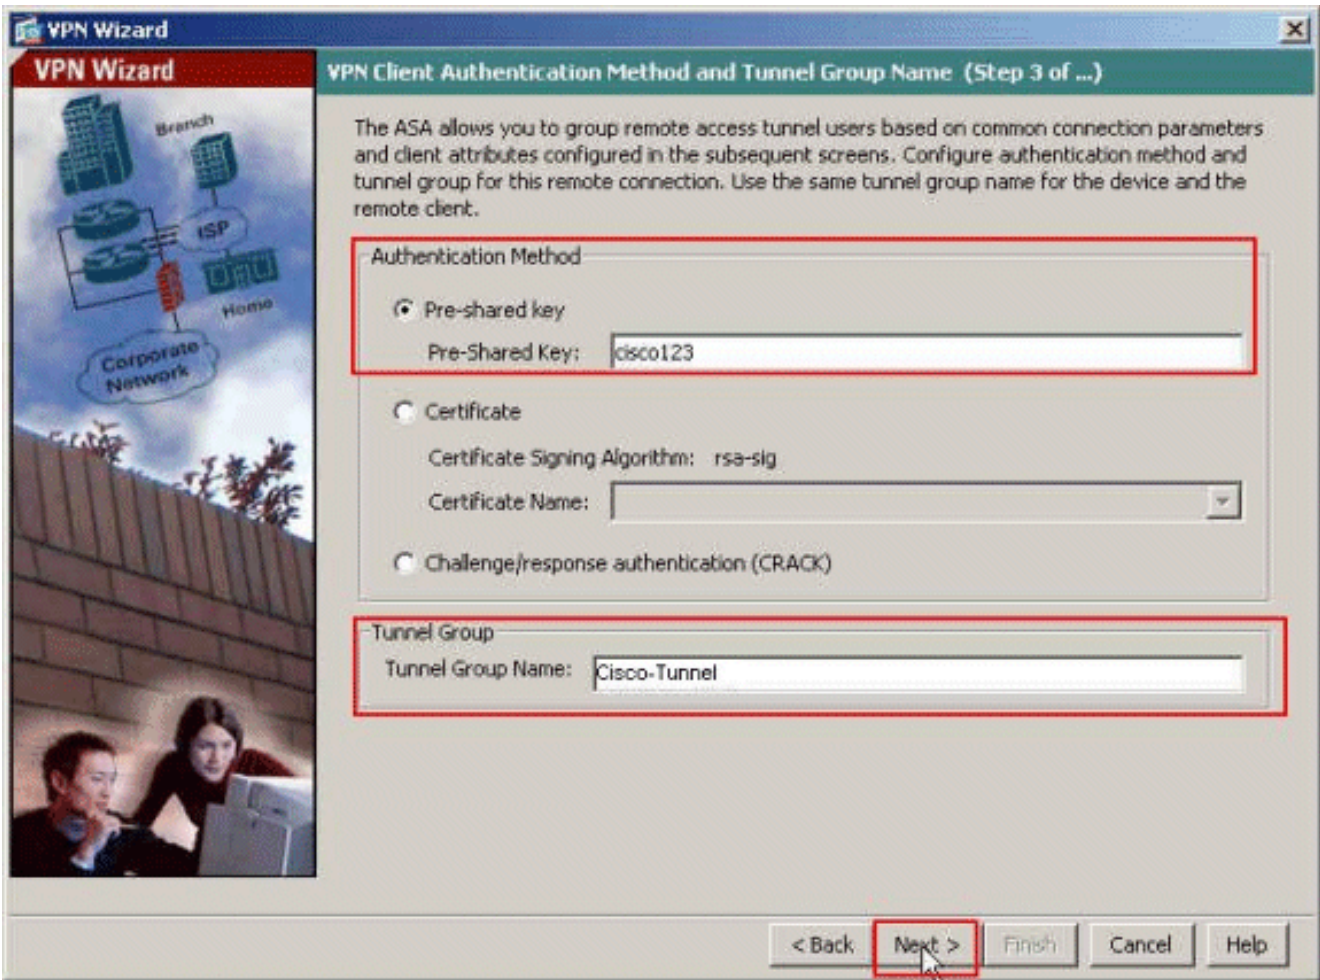 VPN Wizard
VPN Wizard
VPN Client Authentication Method and Tunnel Group Name (Step 3 of ...)
Branch
ISP
Home
Corporate
Network
The ASA allows you to group remote access tunnel users based on common connection parameters
and client attributes configured in the subsequent screens. Configure authentication method and
tunnel group for this remote connection. Use the same tunnel group name for the device and the
remote client.
Authentication Method
Pre-shared key
Pre-Shared Key: cisco123
Certificate
Certificate Signing Algorithm: rsa-sig
Certificate Name:
Challenge/response authentication (CRACK)
Tunnel Group
Tunnel Group Name: Cisco-Tunnel
< Back Next > Finish Cancel Help